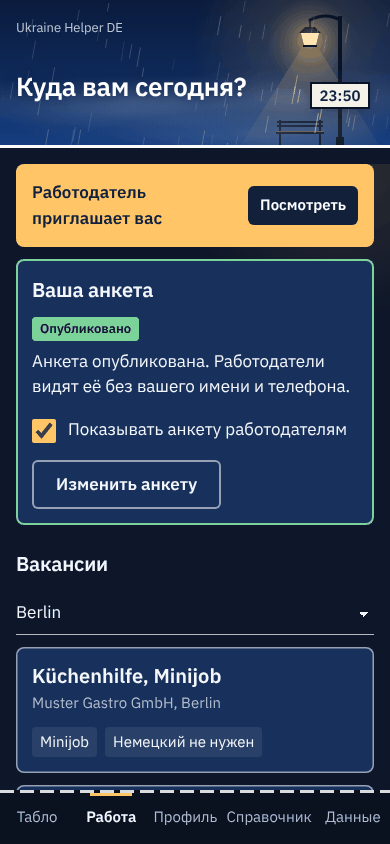 Ukraine Helper DE
Куда вам сегодня?
23:50
Работодатель
приглашает вас
Посмотреть
Ваша анкета
Опубликовано
Анкета опубликована. Работодатели
видят её без вашего имени и телефона.
Показывать анкету работодателям
Изменить анкету
Вакансии
Berlin
Küchenhilfe, Minijob
Muster Gastro GmbH, Berlin
Minijob
Немецкий не нужен
Табло
Работа
Профиль
Справочник
Данные